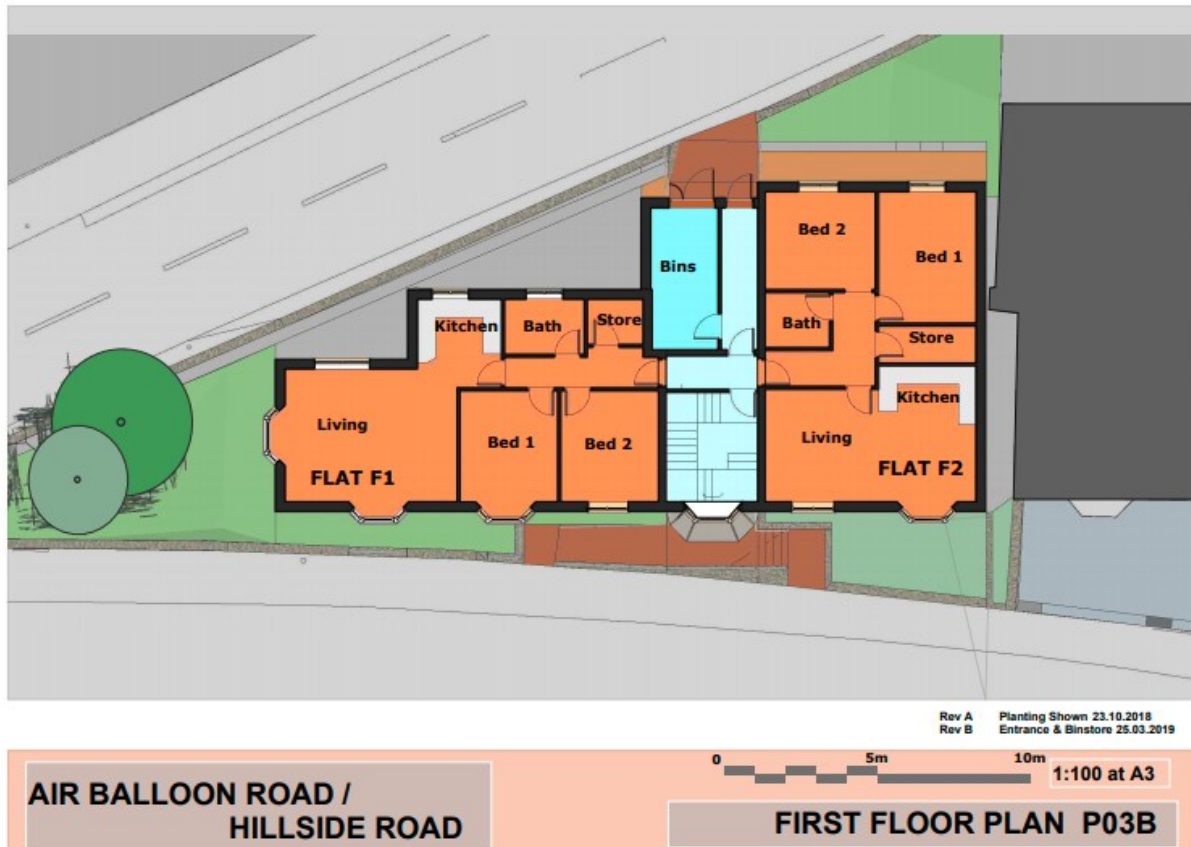 Bed 2
Bed 1
Bins
Kitchen
Bath
Store
Bath
Store
Kitchen
Living
Bed 1
Bed 2
Living
FLAT F1
FLAT F2
Rev A Planting Shown 23.10.2018
Rev B Entrance & Binstore 25.03.2019
0 5m 10m
1:100 at A3
AIR BALLOON ROAD /
HILLSIDE ROAD
FIRST FLOOR PLAN P03B